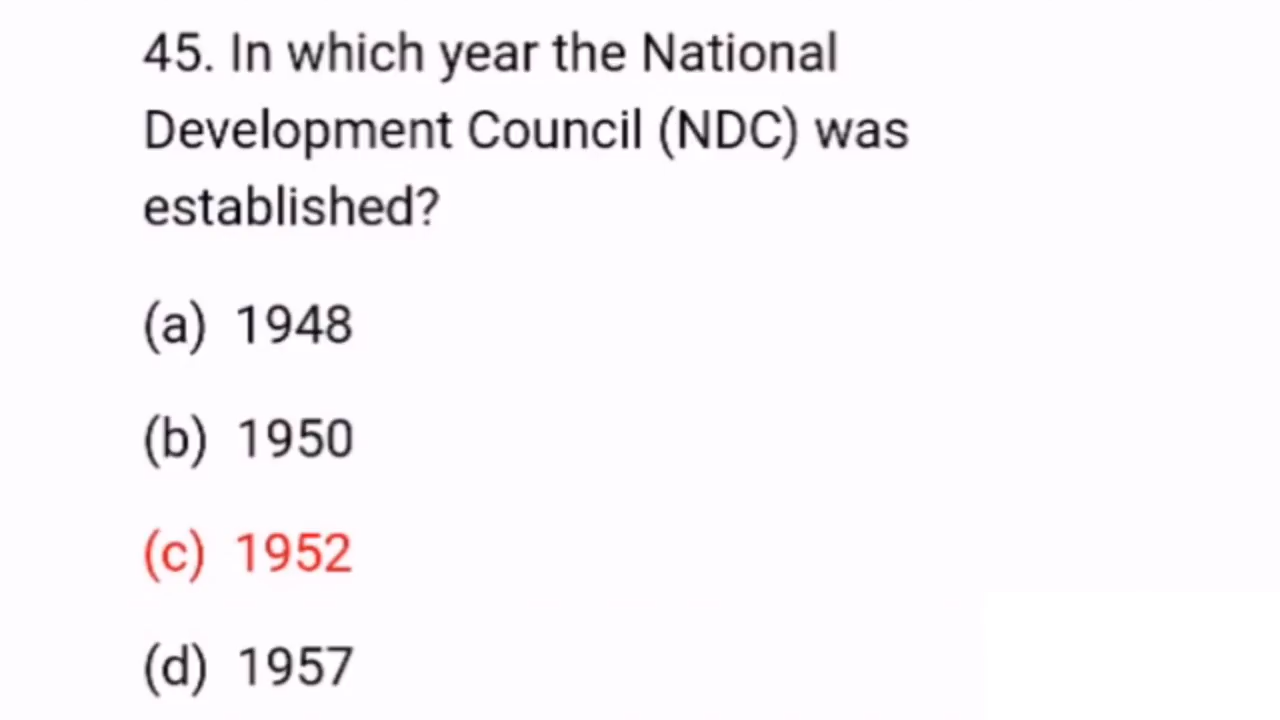 45. In which year the National
Development Council (NDC) was
established?
(a) 1948
(b) 1950
(c) 1952
(d) 1957